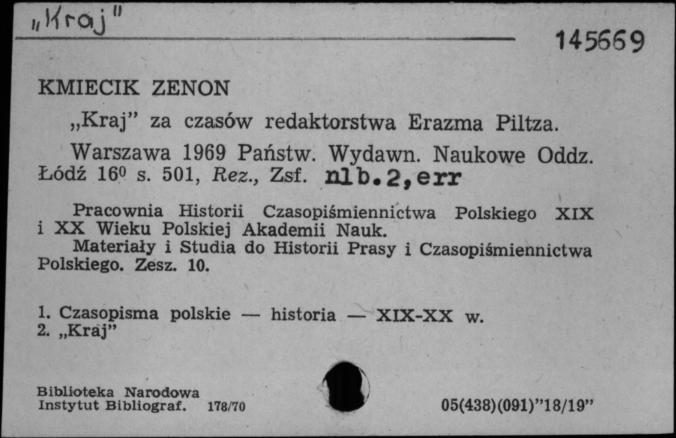 „Kraj"
145669
KMIECIK ZENON
„Kraj” za czasów redaktorstwa Erazma Piltza.
Warszawa 1969 Państw. Wydawn. Naukowe Oddz.
Łódź 16⁰ s. 501, Rez., Zsf. nlb.2,err
Pracownia Historii Czasopiśmiennictwa Polskiego XIX
i XX Wieku Polskiej Akademii Nauk.
Materiały i Studia do Historii Prasy i Czasopiśmiennictwa
Polskiego. Zesz. 10.
1. Czasopisma polskie — historia — XIX-XX w.
2. „Kraj”
Biblioteka Narodowa
Instytut Bibliograf. 178/70
05(438)(091)”18/19”